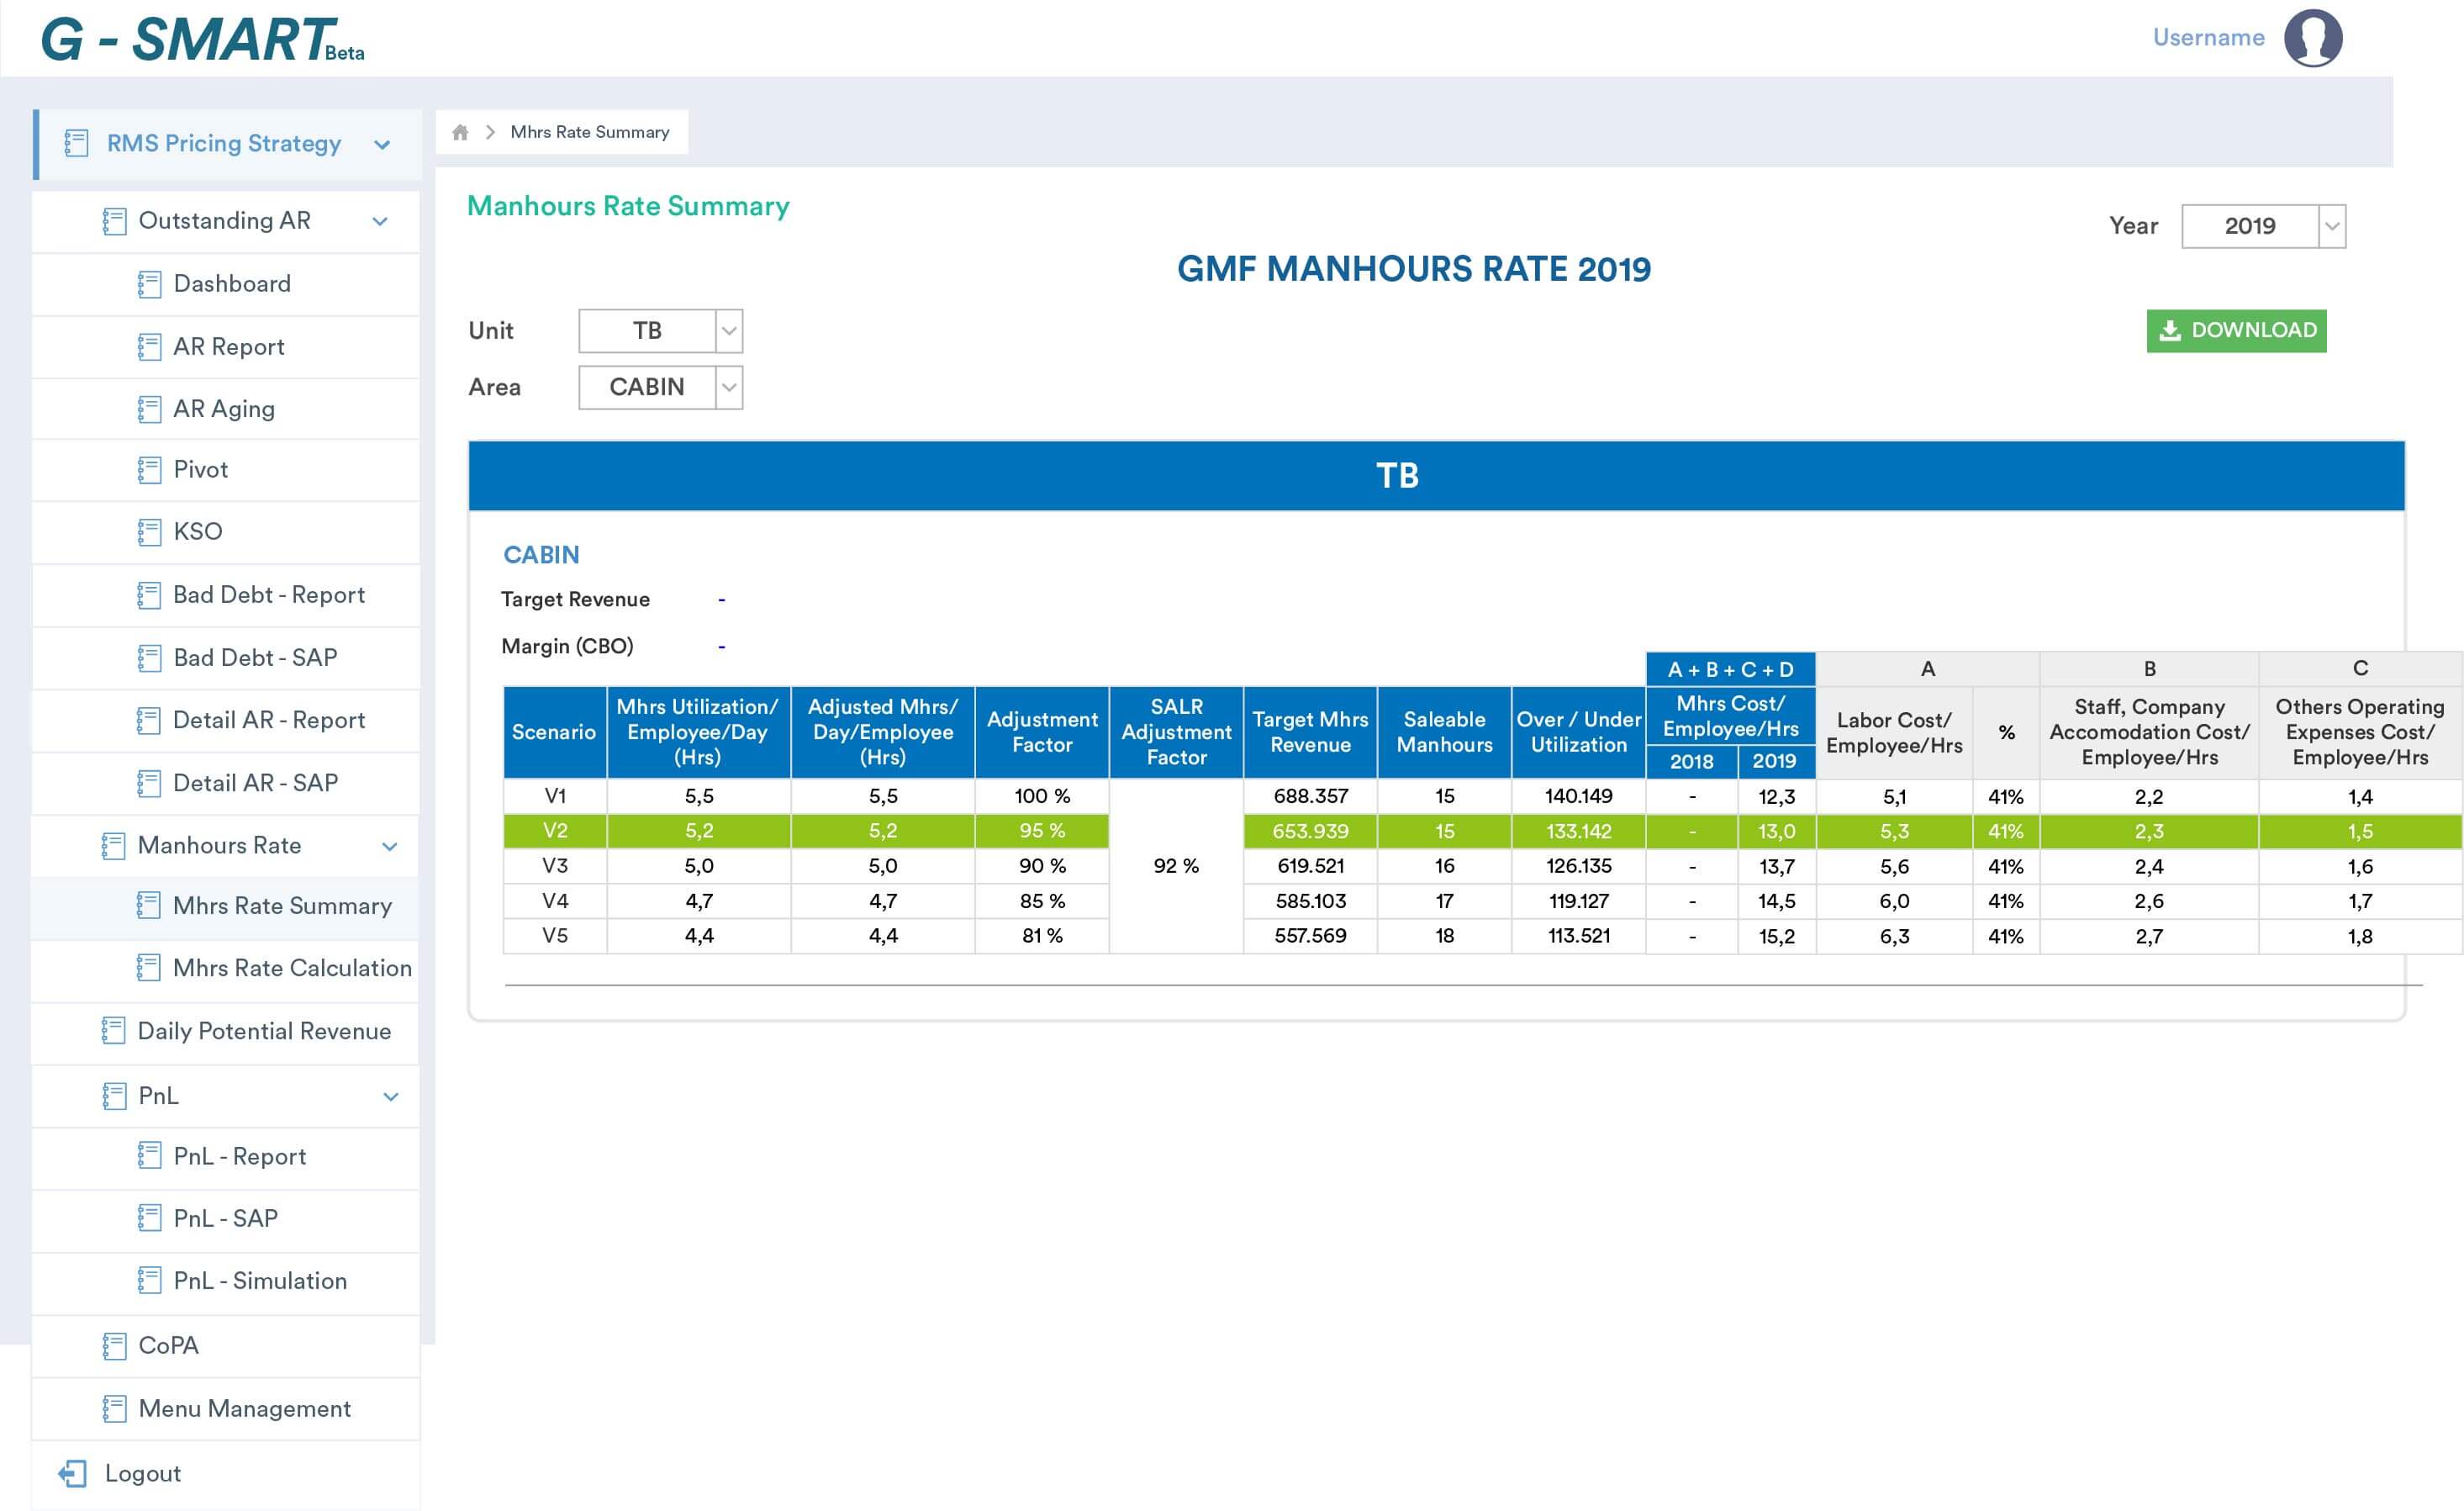 G - SMART Beta
Username
RMS Pricing Strategy
Outstanding AR
Dashboard
AR Report
AR Aging
Pivot
KSO
Bad Debt - Report
Bad Debt - SAP
Detail AR - Report
Detail AR - SAP
Manhours Rate
Mhrs Rate Summary
Mhrs Rate Calculation
Daily Potential Revenue
PnL
PnL - Report
PnL - SAP
PnL - Simulation
CoPA
Menu Management
Logout
Mhrs Rate Summary
Manhours Rate Summary
Year 2019
GMF MANHOURS RATE 2019
Unit TB
DOWNLOAD
Area CABIN
TB
CABIN
Target Revenue -
Margin (CBO) -
A + B + C + D A B C
Scenario
Mhrs Utilization/
Employee/Day
(Hrs)
Adjusted Mhrs/
Day/Employee
(Hrs)
Adjustment
Factor
SALR
Adjustment
Factor
Target Mhrs
Revenue
Saleable
Manhours
Over / Under
Utilization
Mhrs Cost/
Employee/Hrs
2018 2019
Labor Cost/
Employee/Hrs
%
Staff, Company
Accomodation Cost/
Employee/Hrs
Others Operating
Expenses Cost/
Employee/Hrs
V1 5,5 5,5 100 % 688.357 15 140.149 - 12,3 5,1 41% 2,2 1,4
V2 5,2 5,2 95 % 653.939 15 133.142 - 13,0 5,3 41% 2,3 1,5
V3 5,0 5,0 90 % 92 % 619.521 16 126.135 - 13,7 5,6 41% 2,4 1,6
V4 4,7 4,7 85 % 585.103 17 119.127 - 14,5 6,0 41% 2,6 1,7
V5 4,4 4,4 81 % 557.569 18 113.521 - 15,2 6,3 41% 2,7 1,8